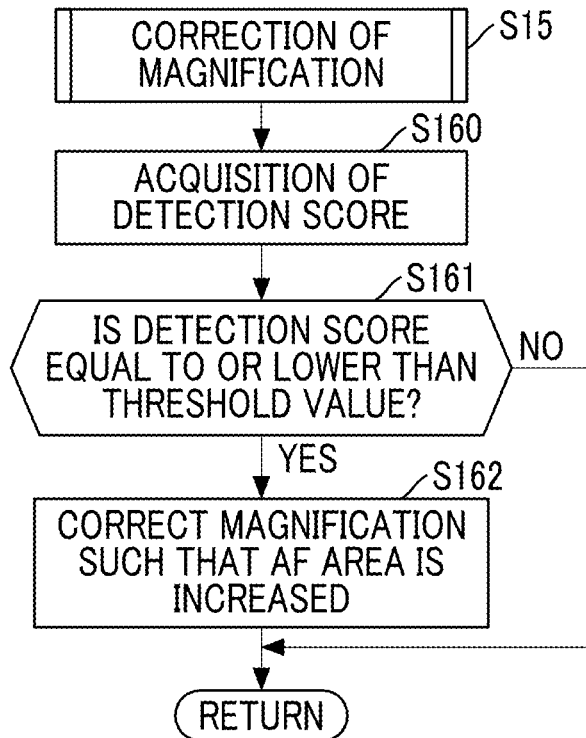 CORRECTION OF
MAGNIFICATION
S15
S160
ACQUISITION OF
DETECTION SCORE
S161
IS DETECTION SCORE
EQUAL TO OR LOWER THAN
THRESHOLD VALUE?
NO
YES
S162
CORRECT MAGNIFICATION
SUCH THAT AF AREA IS
INCREASED
RETURN